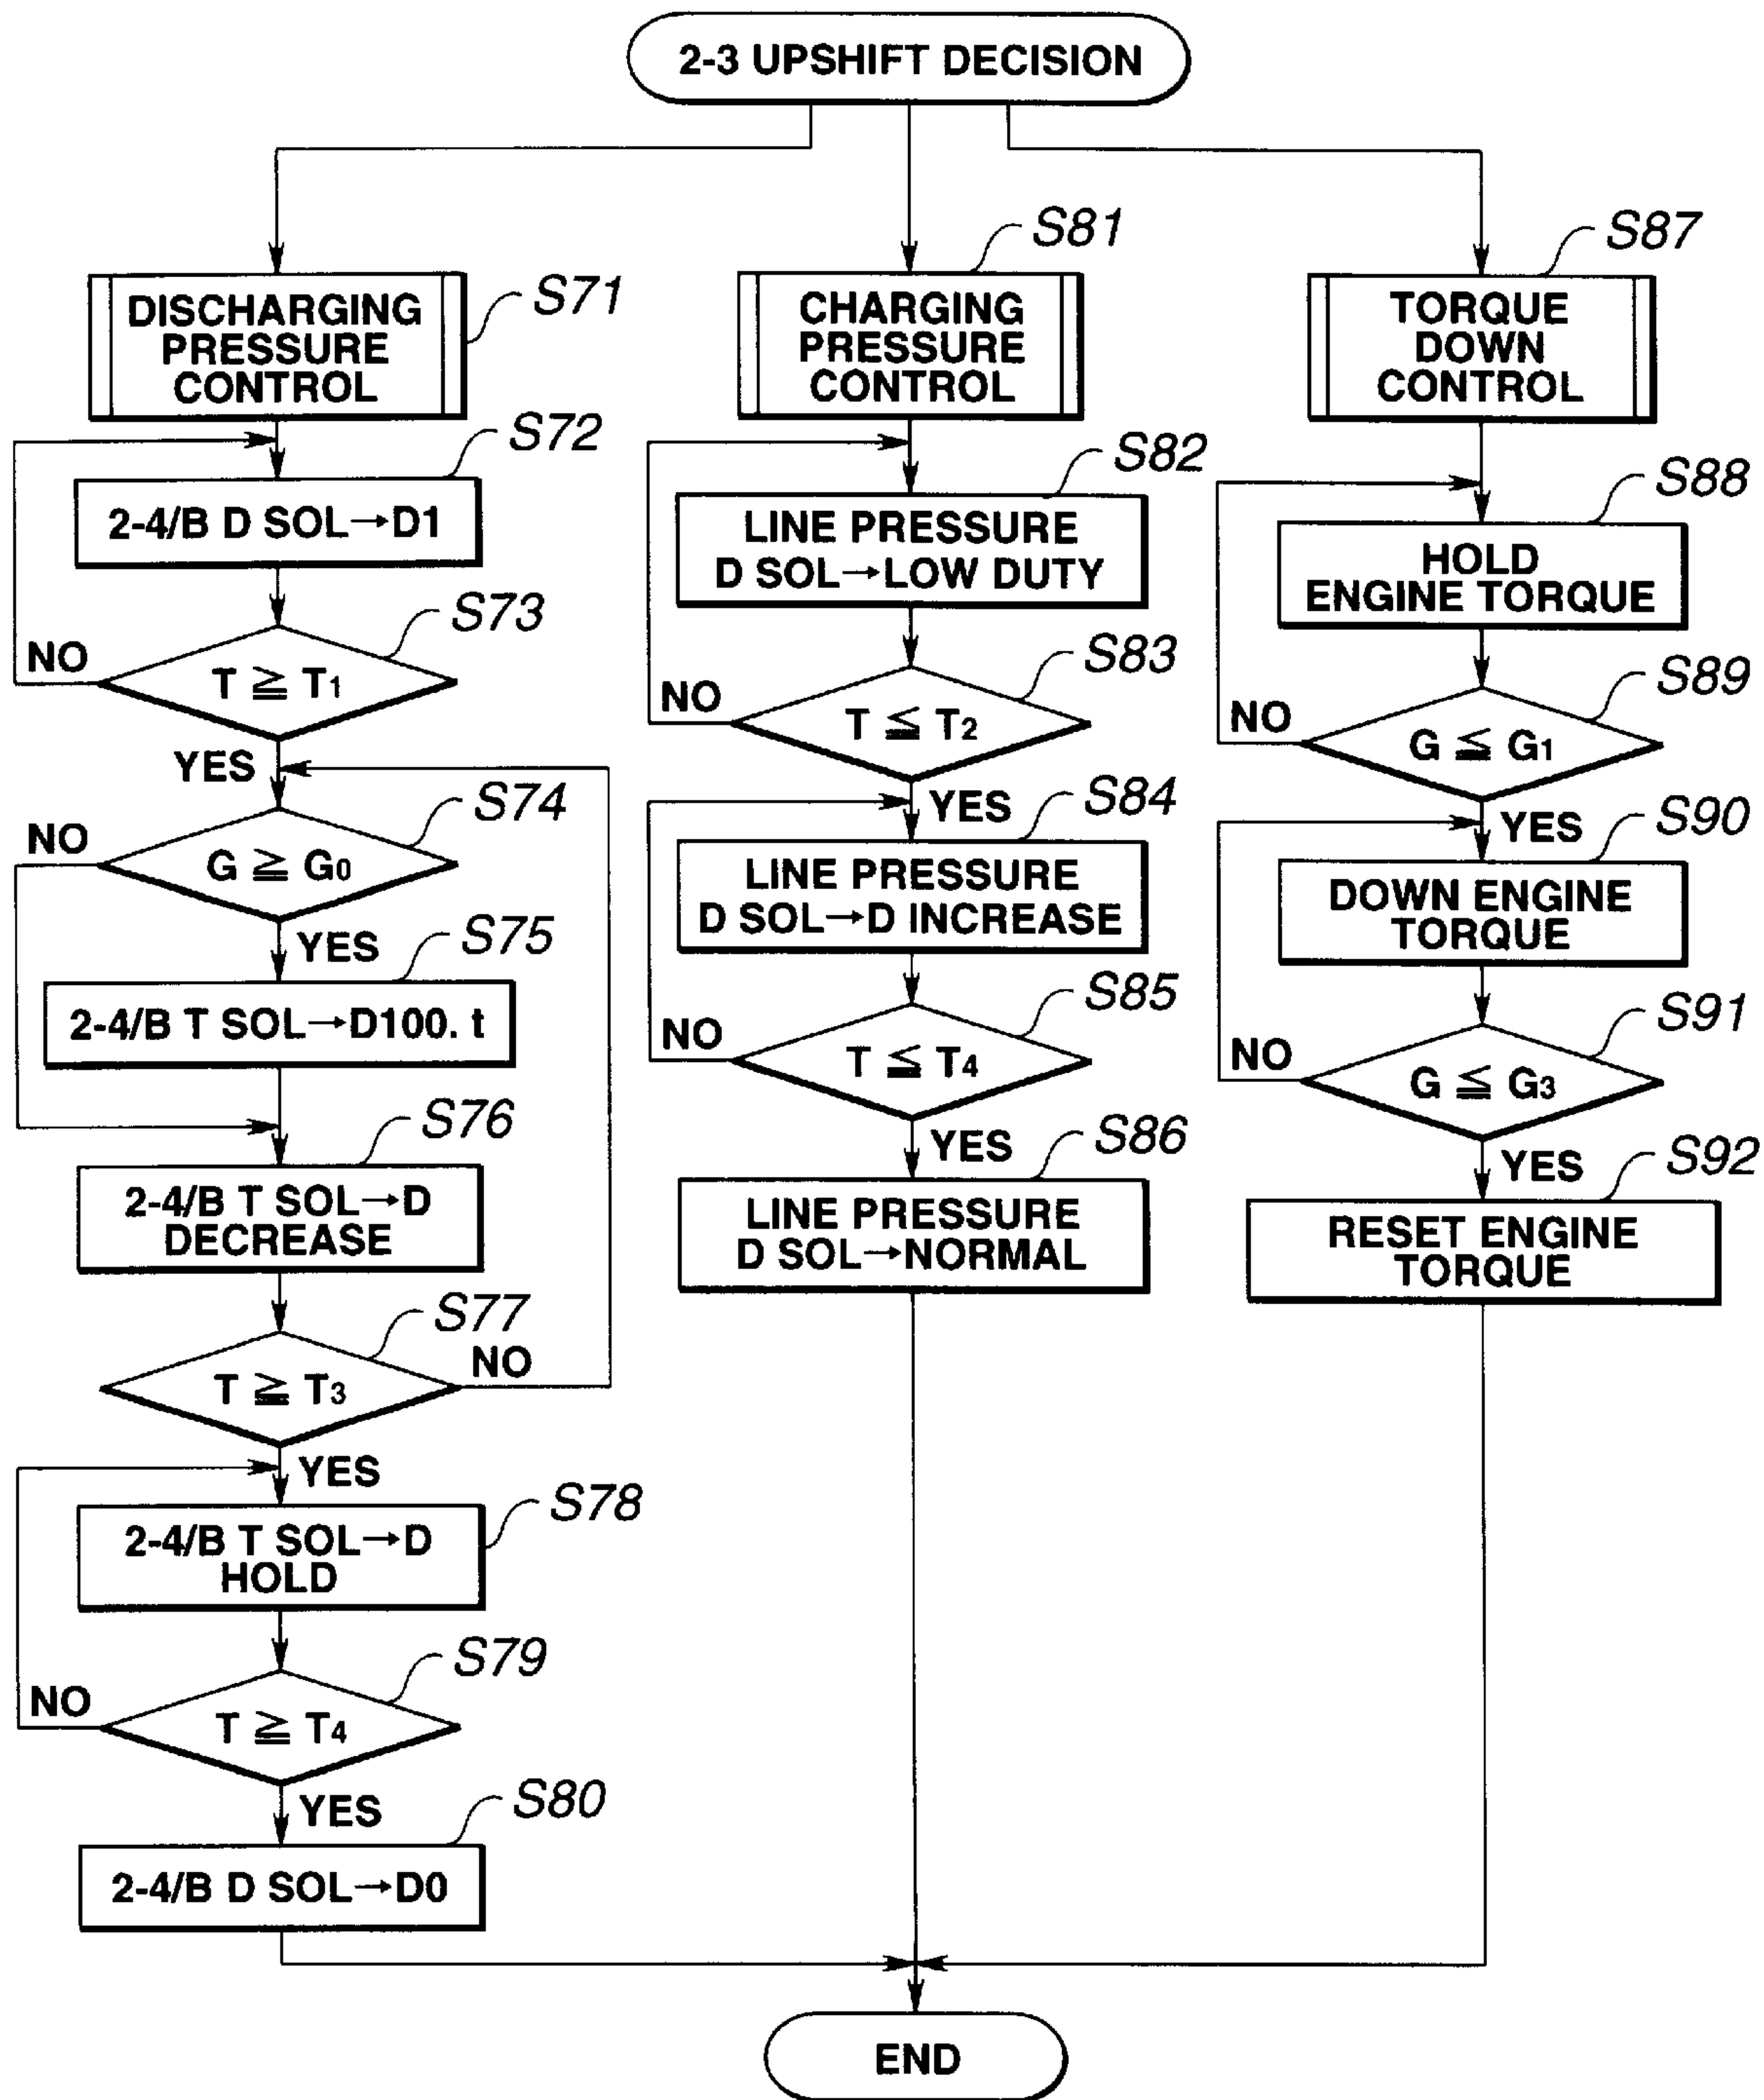 2-3 UPSHIFT DECISION
S71
DISCHARGING
PRESSURE
CONTROL
S72
2-4/B D SOL→D1
S73
T ≧ T1
NO
YES
S74
G ≧ G0
NO
YES
S75
2-4/B T SOL→D100. t
S76
2-4/B T SOL→D
DECREASE
S77
T ≧ T3
NO
YES
S78
2-4/B T SOL→D
HOLD
S79
T ≧ T4
NO
YES
S80
2-4/B D SOL→D0
S81
CHARGING
PRESSURE
CONTROL
S82
LINE PRESSURE
D SOL→LOW DUTY
S83
T ≦ T2
NO
YES
S84
LINE PRESSURE
D SOL→D INCREASE
S85
T ≦ T4
NO
YES
S86
LINE PRESSURE
D SOL→NORMAL
S87
TORQUE
DOWN
CONTROL
S88
HOLD
ENGINE TORQUE
S89
G ≦ G1
NO
YES
S90
DOWN ENGINE
TORQUE
S91
G ≦ G3
NO
YES
S92
RESET ENGINE
TORQUE
END